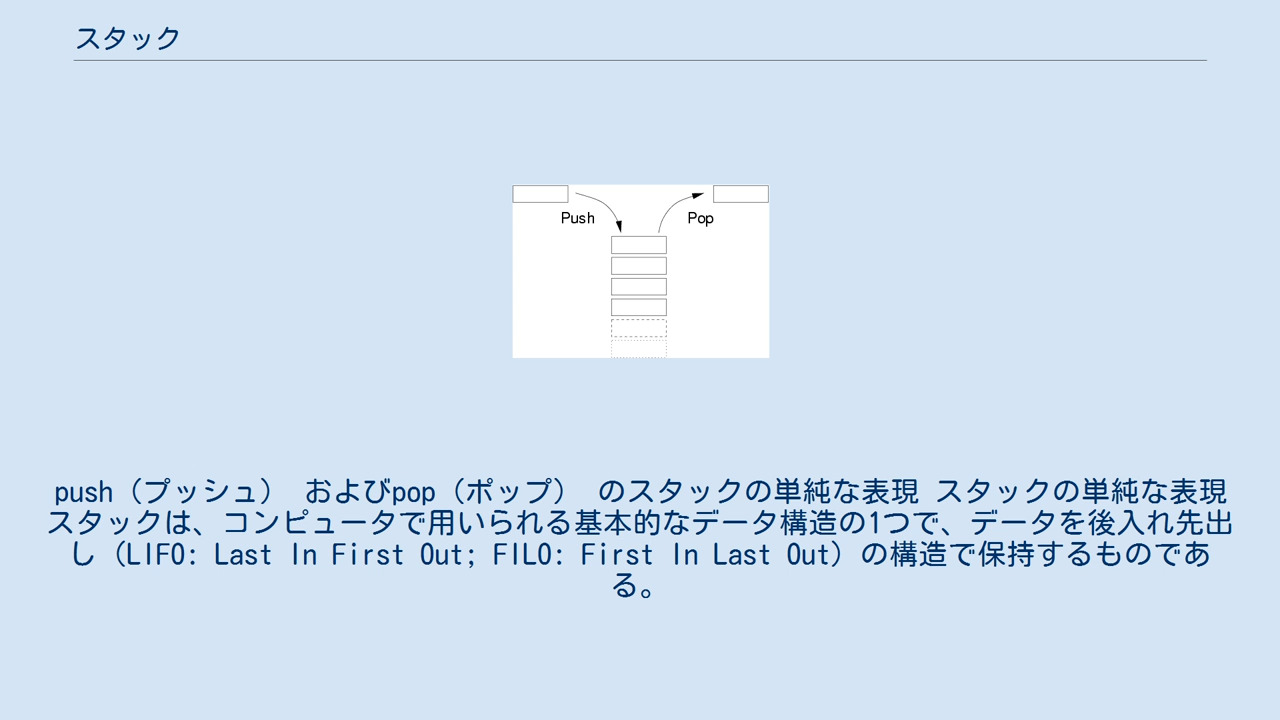 スタック
Push
Pop
push（プッシュ） およびpop（ポップ） のスタックの単純な表現 スタックの単純な表現
スタックは、コンピュータで用いられる基本的なデータ構造の1つで、データを後入れ先出
し（LIFO: Last In First Out; FILO: First In Last Out）の構造で保持するものであ
る。